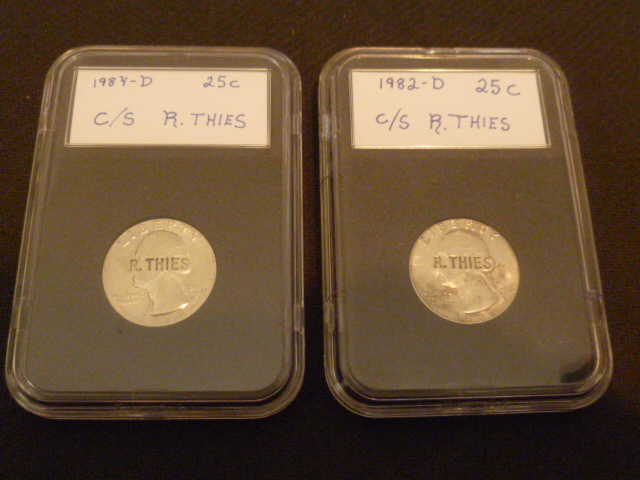 1984-D 25c
C/S R. THIES
LIBERTY
R. THIES
1982-D 25c
C/S R. THIES
LIBERTY
R. THIES